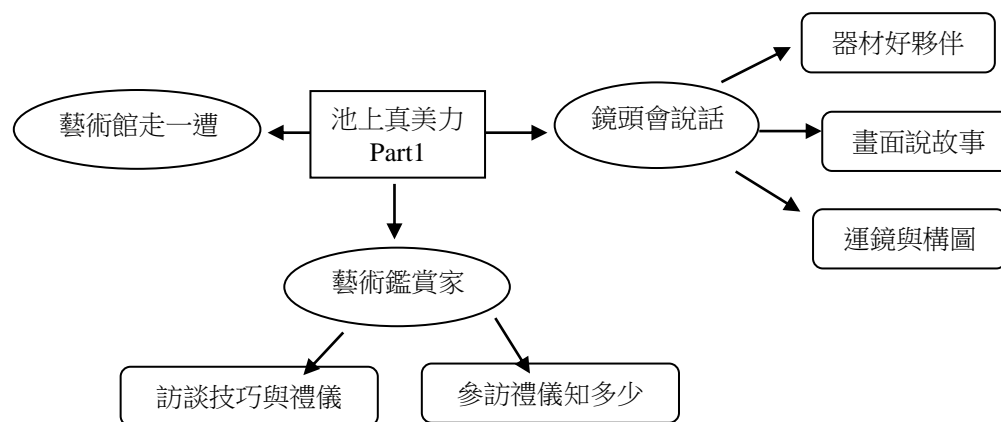 器材好夥伴
藝術館走一遭
池上真美力
Part1
鏡頭會說話
畫面說故事
運鏡與構圖
藝術鑑賞家
訪談技巧與禮儀
參訪禮儀知多少